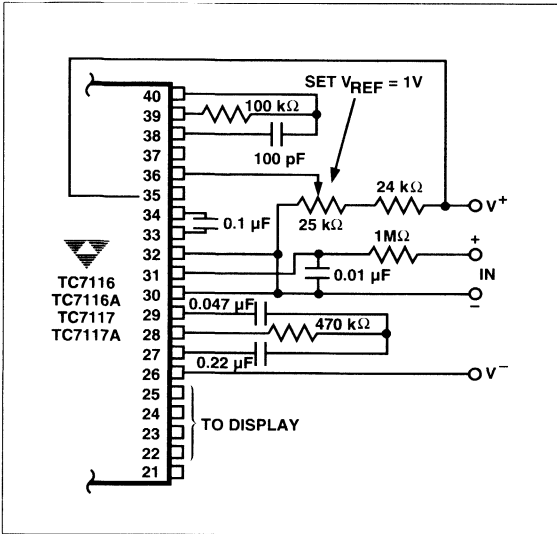 SET VREF = 1V
40
39
38
37
36
35
34
33
32
31
30
29
28
27
26
25
24
23
22
21
100 kΩ
100 pF
24 kΩ
V+
25 kΩ
0.1 µF
1MΩ
+
IN
–
0.01 µF
TC7116
TC7116A
TC7117
TC7117A
0.047 µF
470 kΩ
0.22 µF
V–
TO DISPLAY